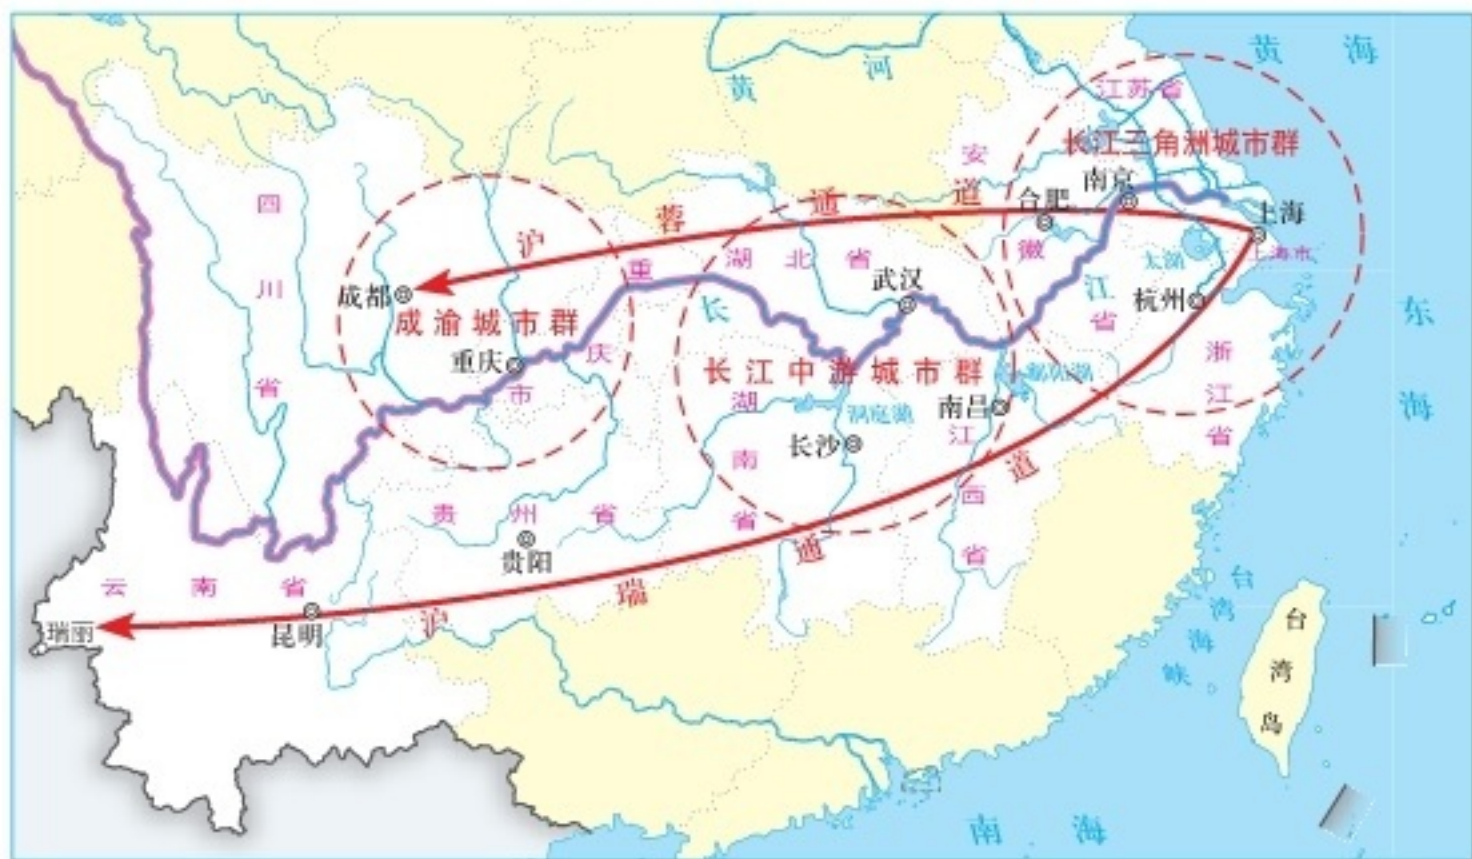 黄海
黄河
江苏省
长江三角洲城市群
安徽省
南京
合肥
上海
上海市
太湖
杭州
浙江省
东海
沪蓉通道
四川省
成都
成渝城市群
重庆
重庆市
湖北省
武汉
长江
长江中游城市群
鄱阳湖
洞庭湖
南昌
长沙
湖南省
江西省
贵州省
贵阳
云南省
昆明
瑞丽
沪瑞通道
台湾海峡
台湾岛
南海